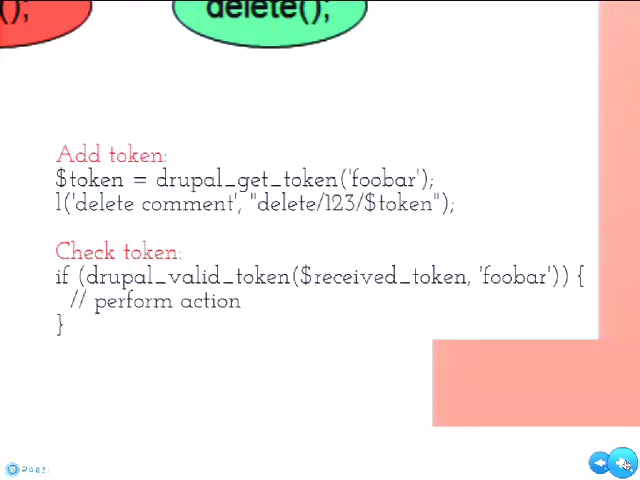 ();
delete();
Add token:
$token = drupal_get_token('foobar');
l('delete comment', "delete/123/$token");
Check token:
if (drupal_valid_token($received_token, 'foobar')) {
// perform action
}